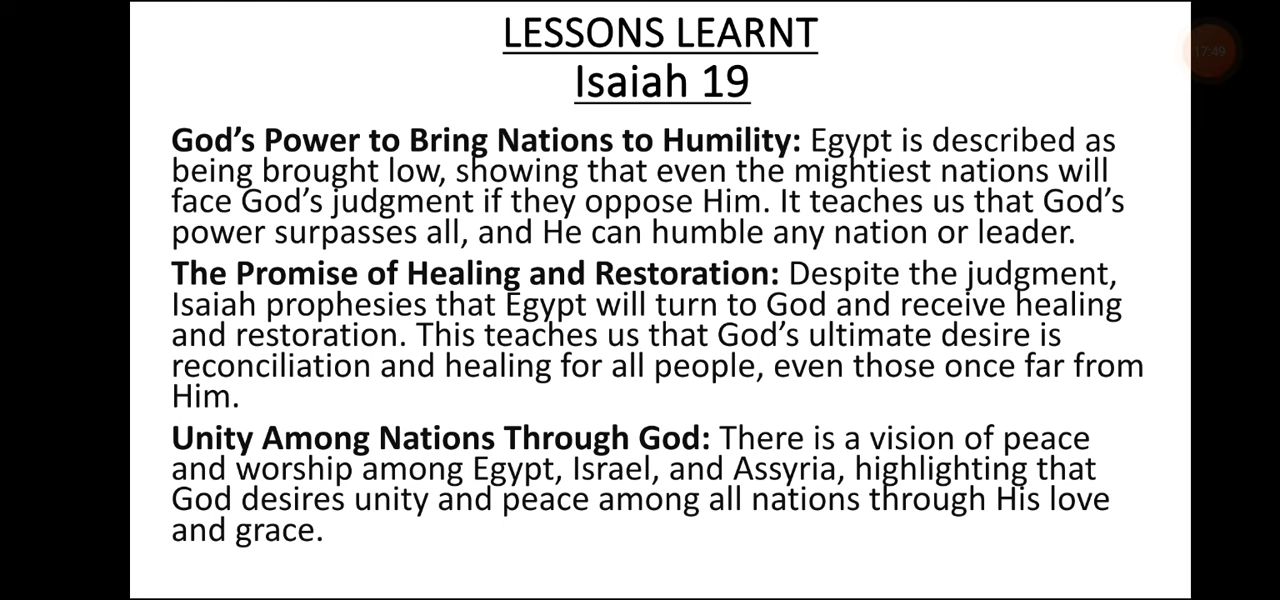 LESSONS LEARNT
Isaiah 19
17:49
God's Power to Bring Nations to Humility: Egypt is described as
being brought low, showing that even the mightiest nations will
face God's judgment if they oppose Him. It teaches us that God's
power surpasses all, and He can humble any nation or leader.
The Promise of Healing and Restoration: Despite the judgment,
Isaiah prophesies that Egypt will turn to God and receive healing
and restoration. This teaches us that God's ultimate desire is
reconciliation and healing for all people, even those once far from
Him.
Unity Among Nations Through God: There is a vision of peace
and worship among Egypt, Israel, and Assyria, highlighting that
God desires unity and peace among all nations through His love
and grace.